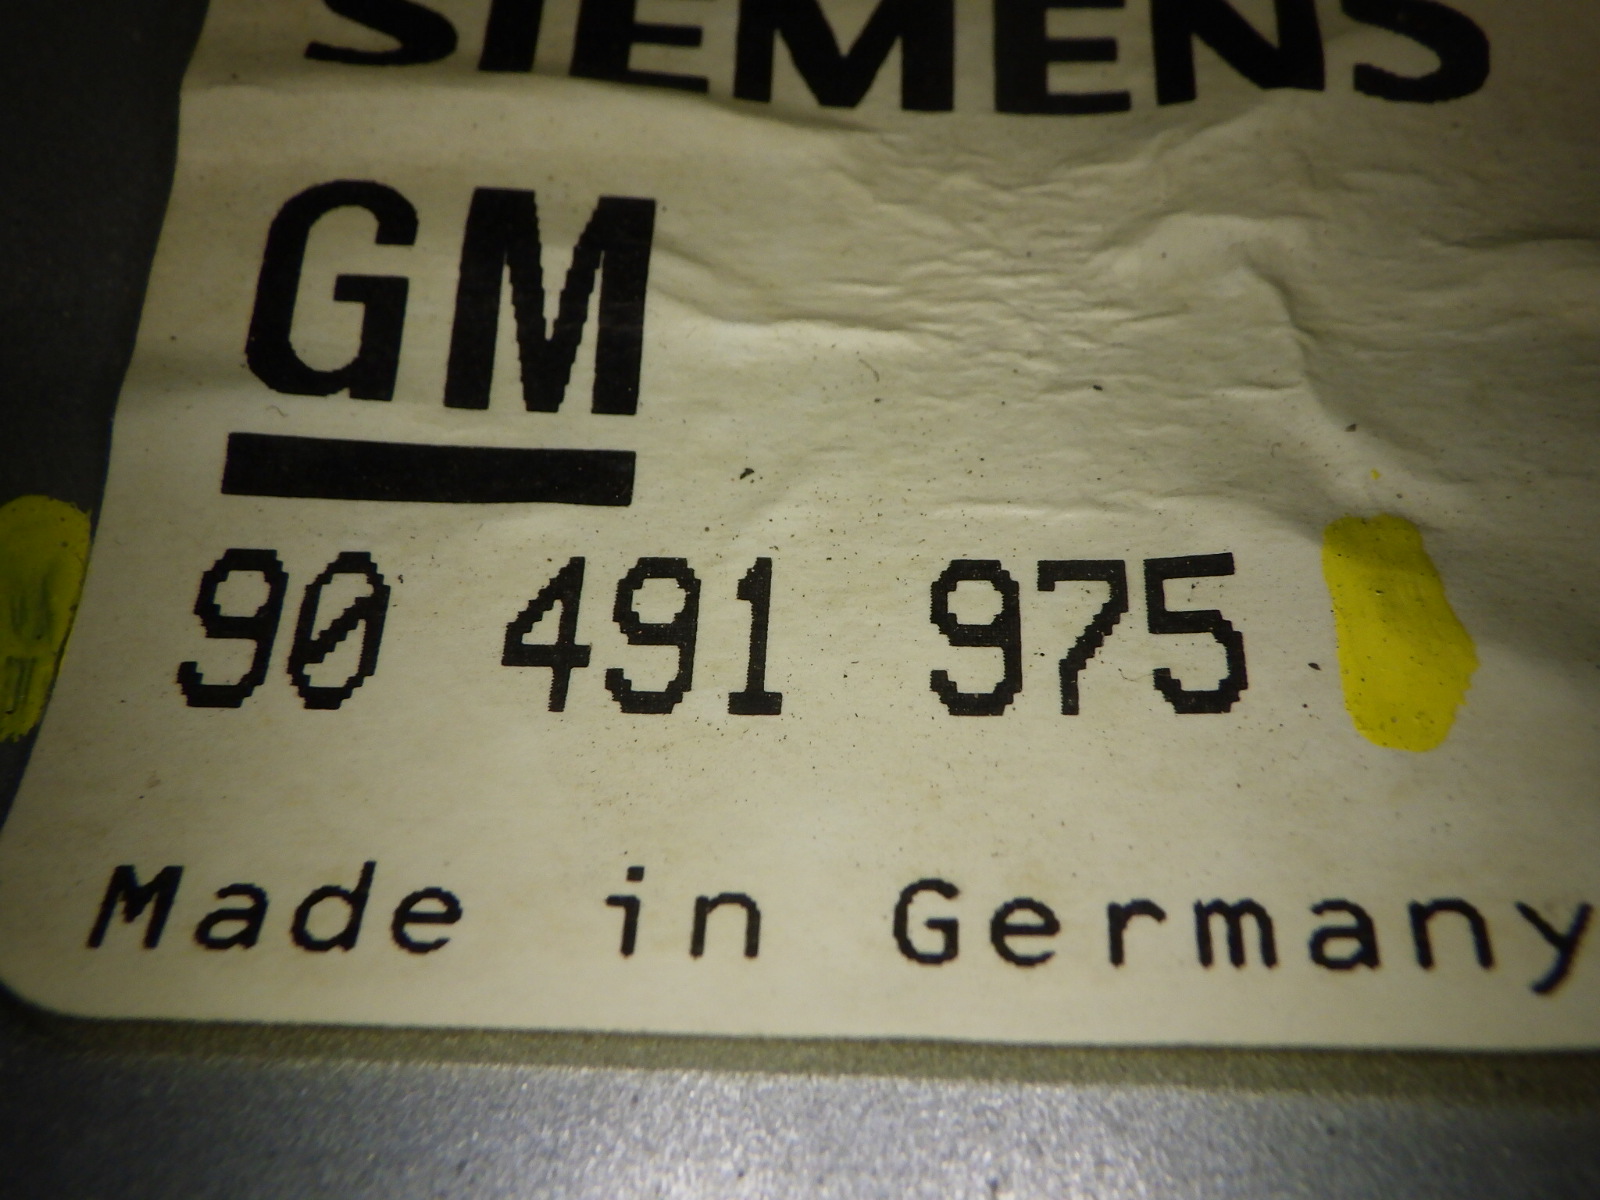 SIEMENS
GM
90 491 975
Made in Germany